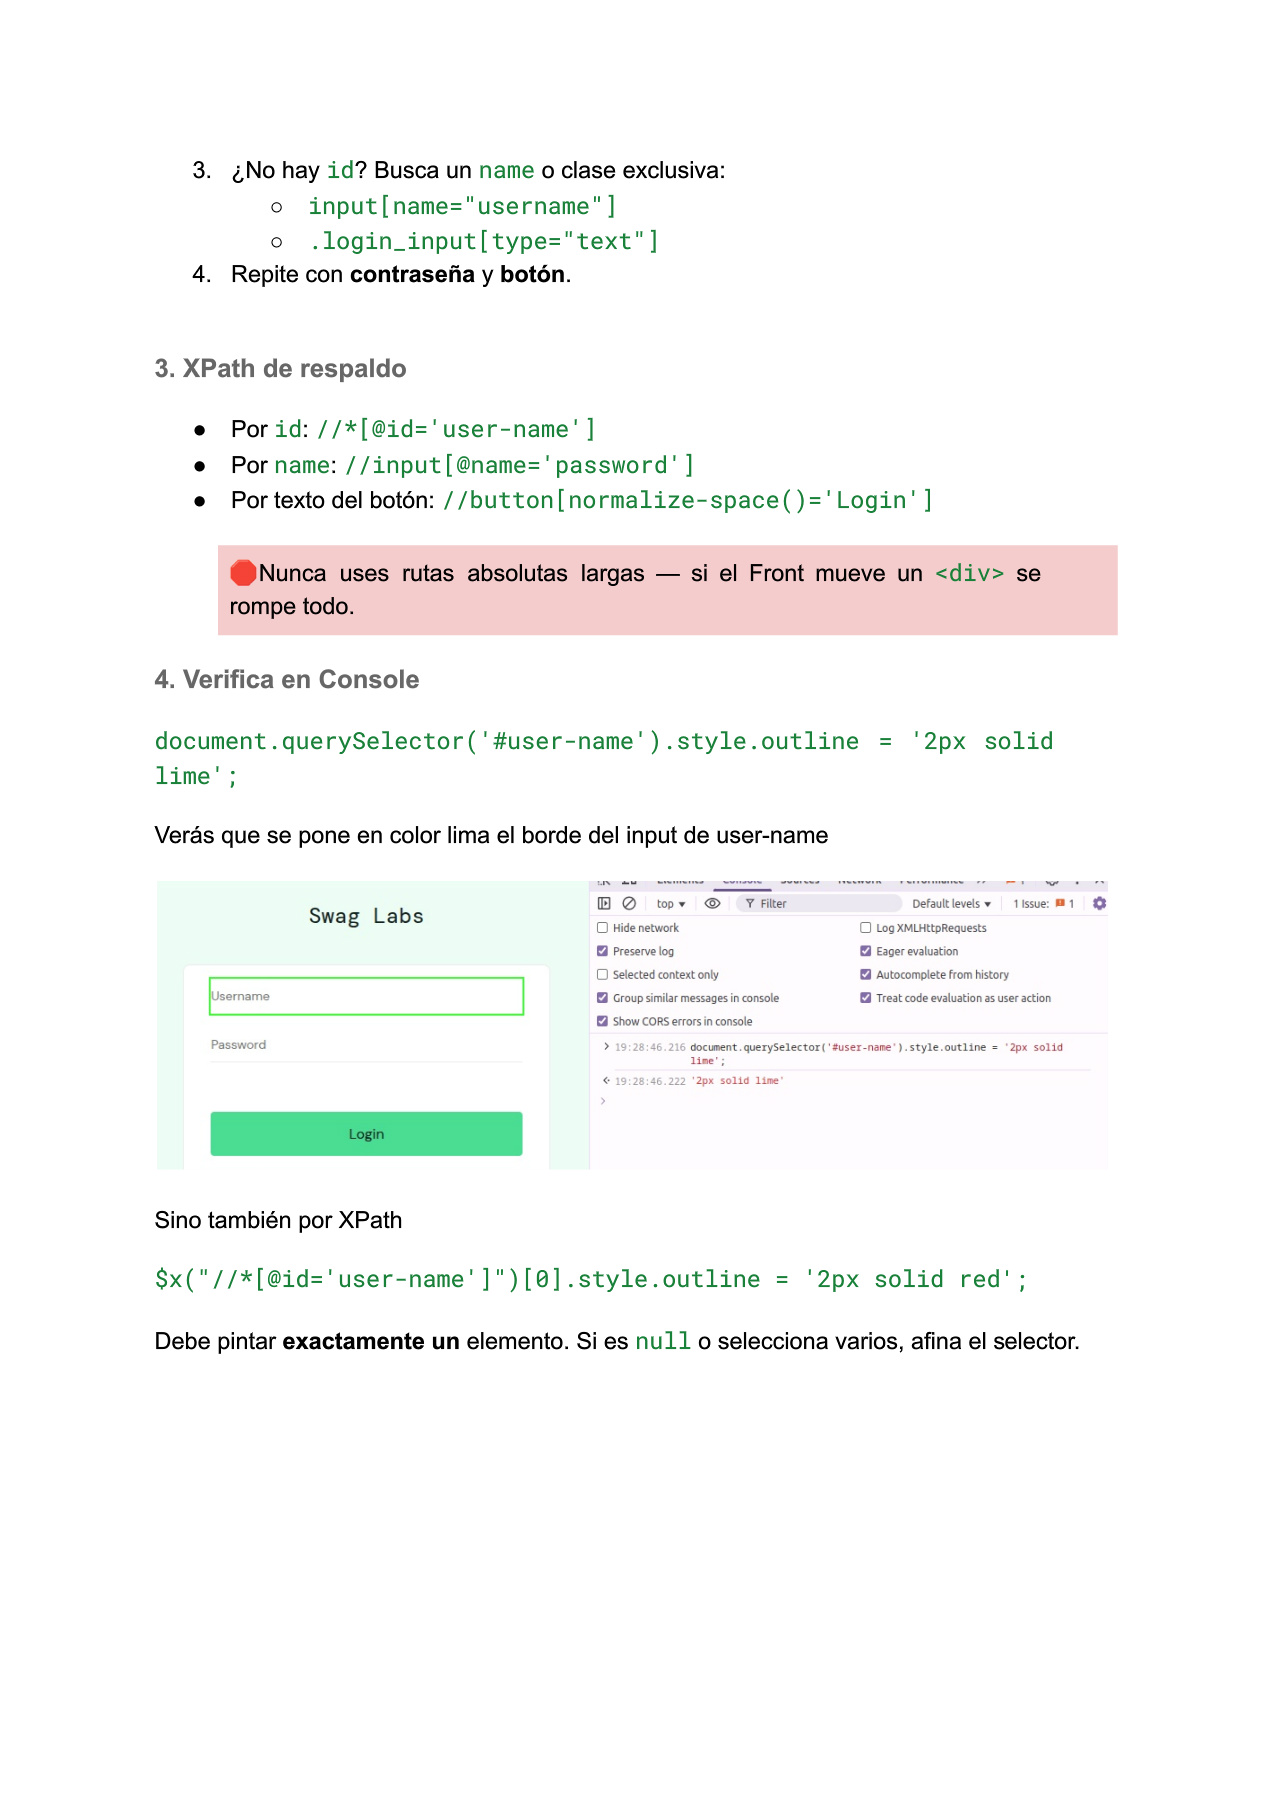 3. ¿No hay id? Busca un name o clase exclusiva:
○ input[name="username"]
○ .login_input[type="text"]
4. Repite con contraseña y botón.
3. XPath de respaldo
● Por id: //*[@id='user-name']
● Por name: //input[@name='password']
● Por texto del botón: //button[normalize-space()='Login']
🛑Nunca uses rutas absolutas largas — si el Front mueve un <div> se
rompe todo.
4. Verifica en Console
document.querySelector('#user-name').style.outline = '2px solid
lime';
Verás que se pone en color lima el borde del input de user-name
Elements Console Sources Network Performance
Swag Labs
top Filter Default levels 1 Issue: 1
Hide network Log XMLHttpRequests
Preserve log Eager evaluation
Selected context only Autocomplete from history
Username
Group similar messages in console Treat code evaluation as user action
Show CORS errors in console
Password
> 19:28:46.216 document.querySelector('#user-name').style.outline = '2px solid
lime';
19:28:46.222 '2px solid lime'
>
Login
Sino también por XPath
$x("//*[@id='user-name']")[0].style.outline = '2px solid red';
Debe pintar exactamente un elemento. Si es null o selecciona varios, afina el selector.